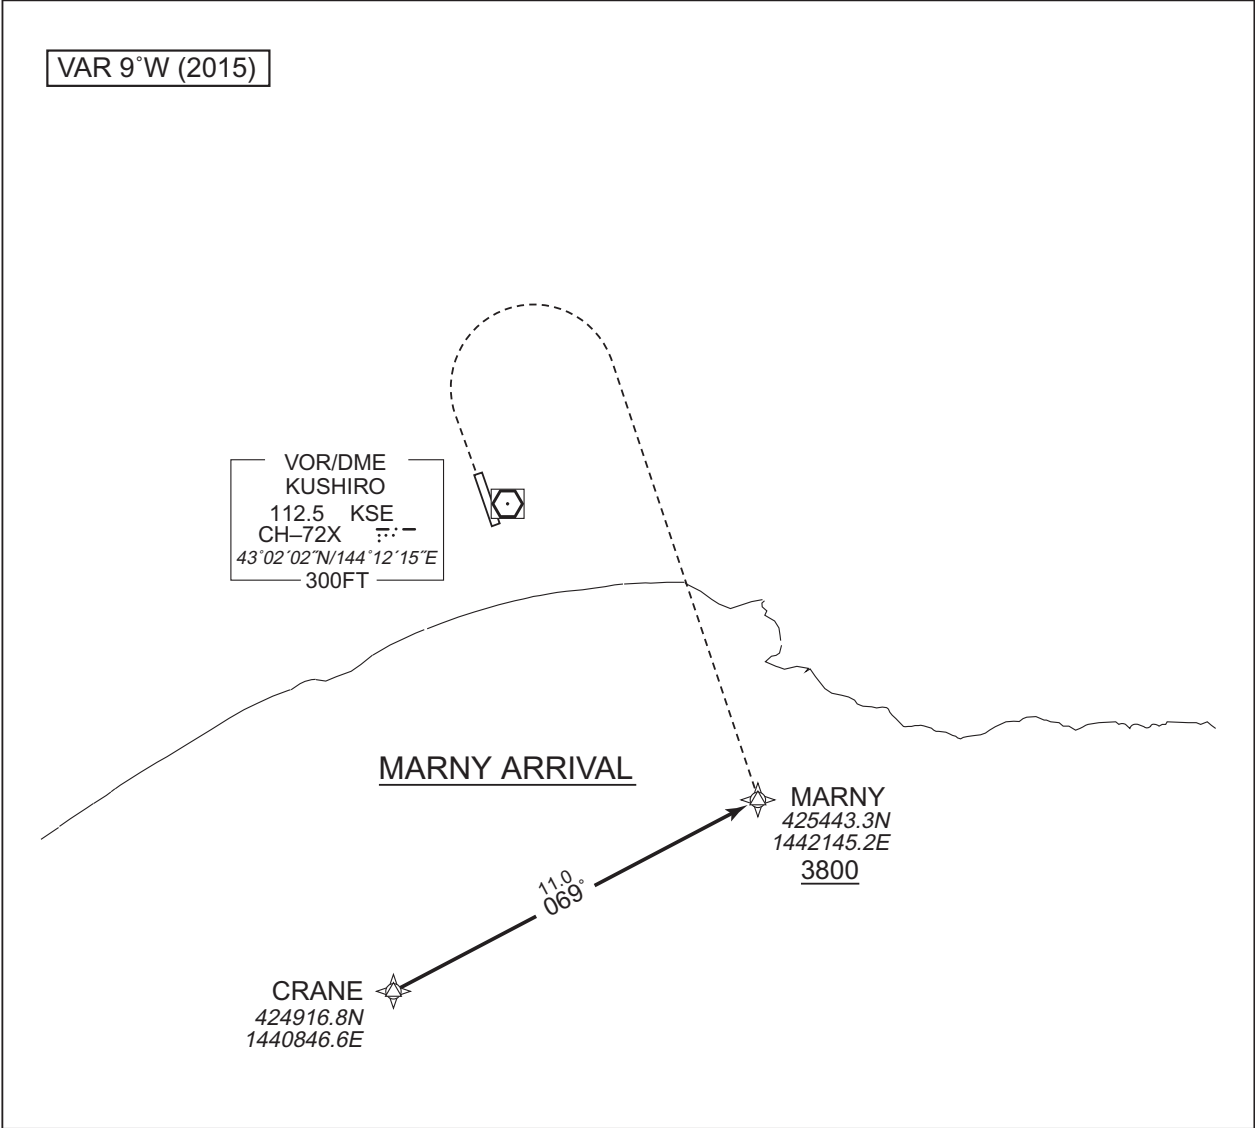 VAR 9°W (2015)
VOR/DME
KUSHIRO
112.5 KSE
CH–72X
43°02′02″N/144°12′15″E
300FT
MARNY ARRIVAL
MARNY
425443.3N
1442145.2E
3800
11.0
069°
CRANE
424916.8N
1440846.6E